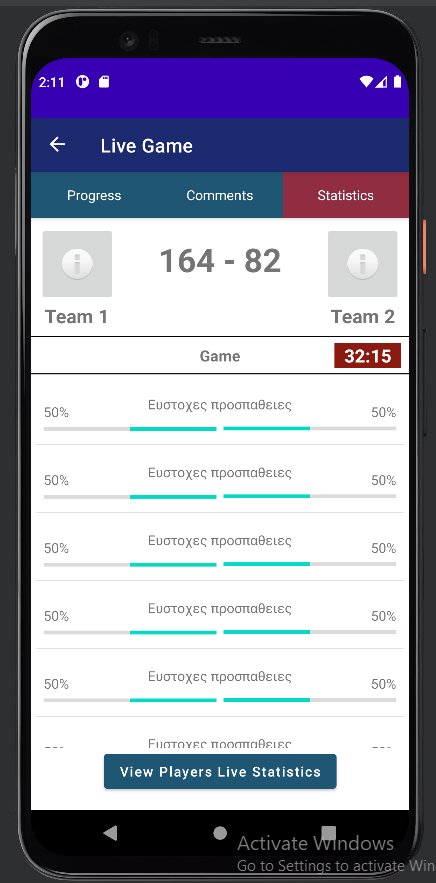 2:11
Live Game
Progress Comments Statistics
164 - 82
Team 1 Team 2
Game 32:15
Ευστοχες προσπαθειες
50% 50%
Ευστοχες προσπαθειες
50% 50%
Ευστοχες προσπαθειες
50% 50%
Ευστοχες προσπαθειες
50% 50%
Ευστοχες προσπαθειες
50% 50%
Ευστοχες προσπαθειες
View Players Live Statistics
Activate Windows
Go to Settings to activate Win